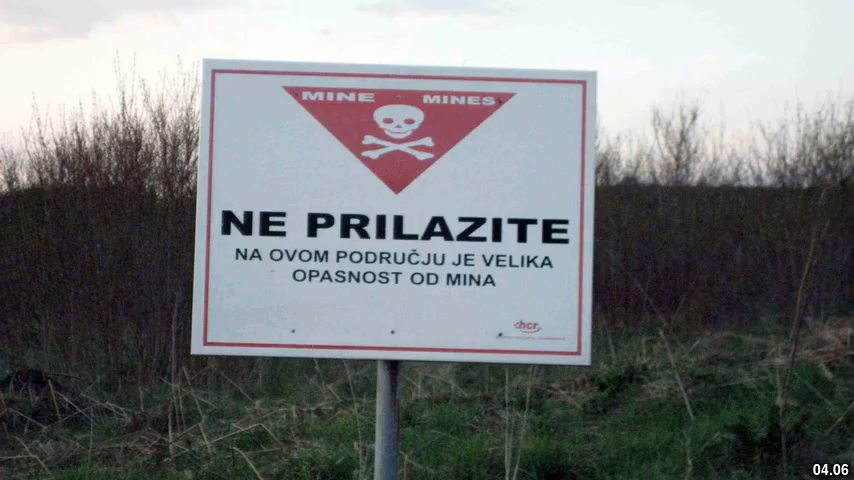 MINE MINES
NE PRILAZITE
NA OVOM PODRUČJU JE VELIKA
OPASNOST OD MINA
hcr
04.06